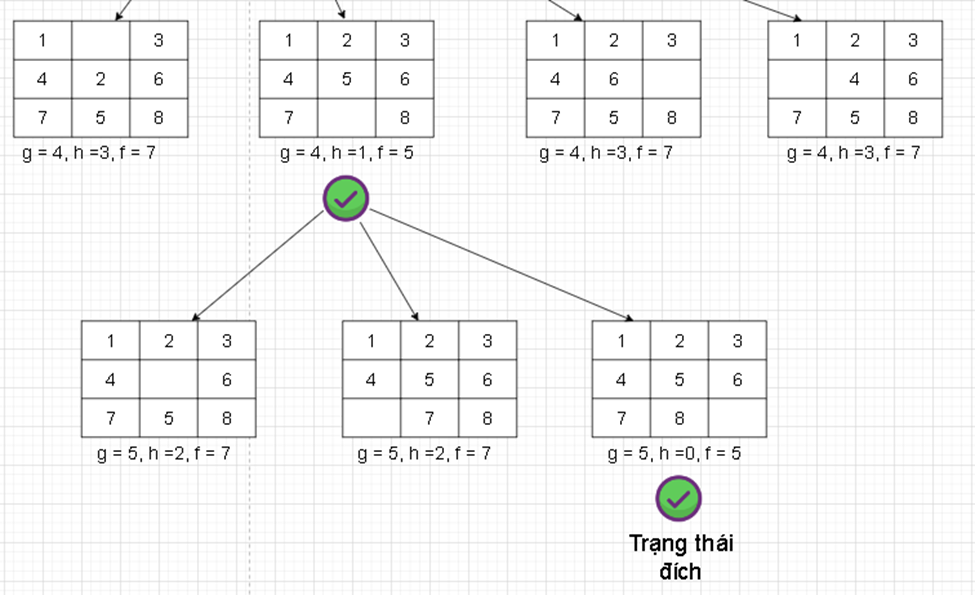 1 3
4 2 6
7 5 8
g = 4, h =3, f = 7
1 2 3
4 5 6
7 8
g = 4, h =1, f = 5
1 2 3
4 6
7 5 8
g = 4, h =3, f = 7
1 2 3
4 6
7 5 8
g = 4, h =3, f = 7
1 2 3
4 6
7 5 8
g = 5, h =2, f = 7
1 2 3
4 5 6
7 8
g = 5, h =2, f = 7
1 2 3
4 5 6
7 8
g = 5, h =0, f = 5
Trạng thái
đích